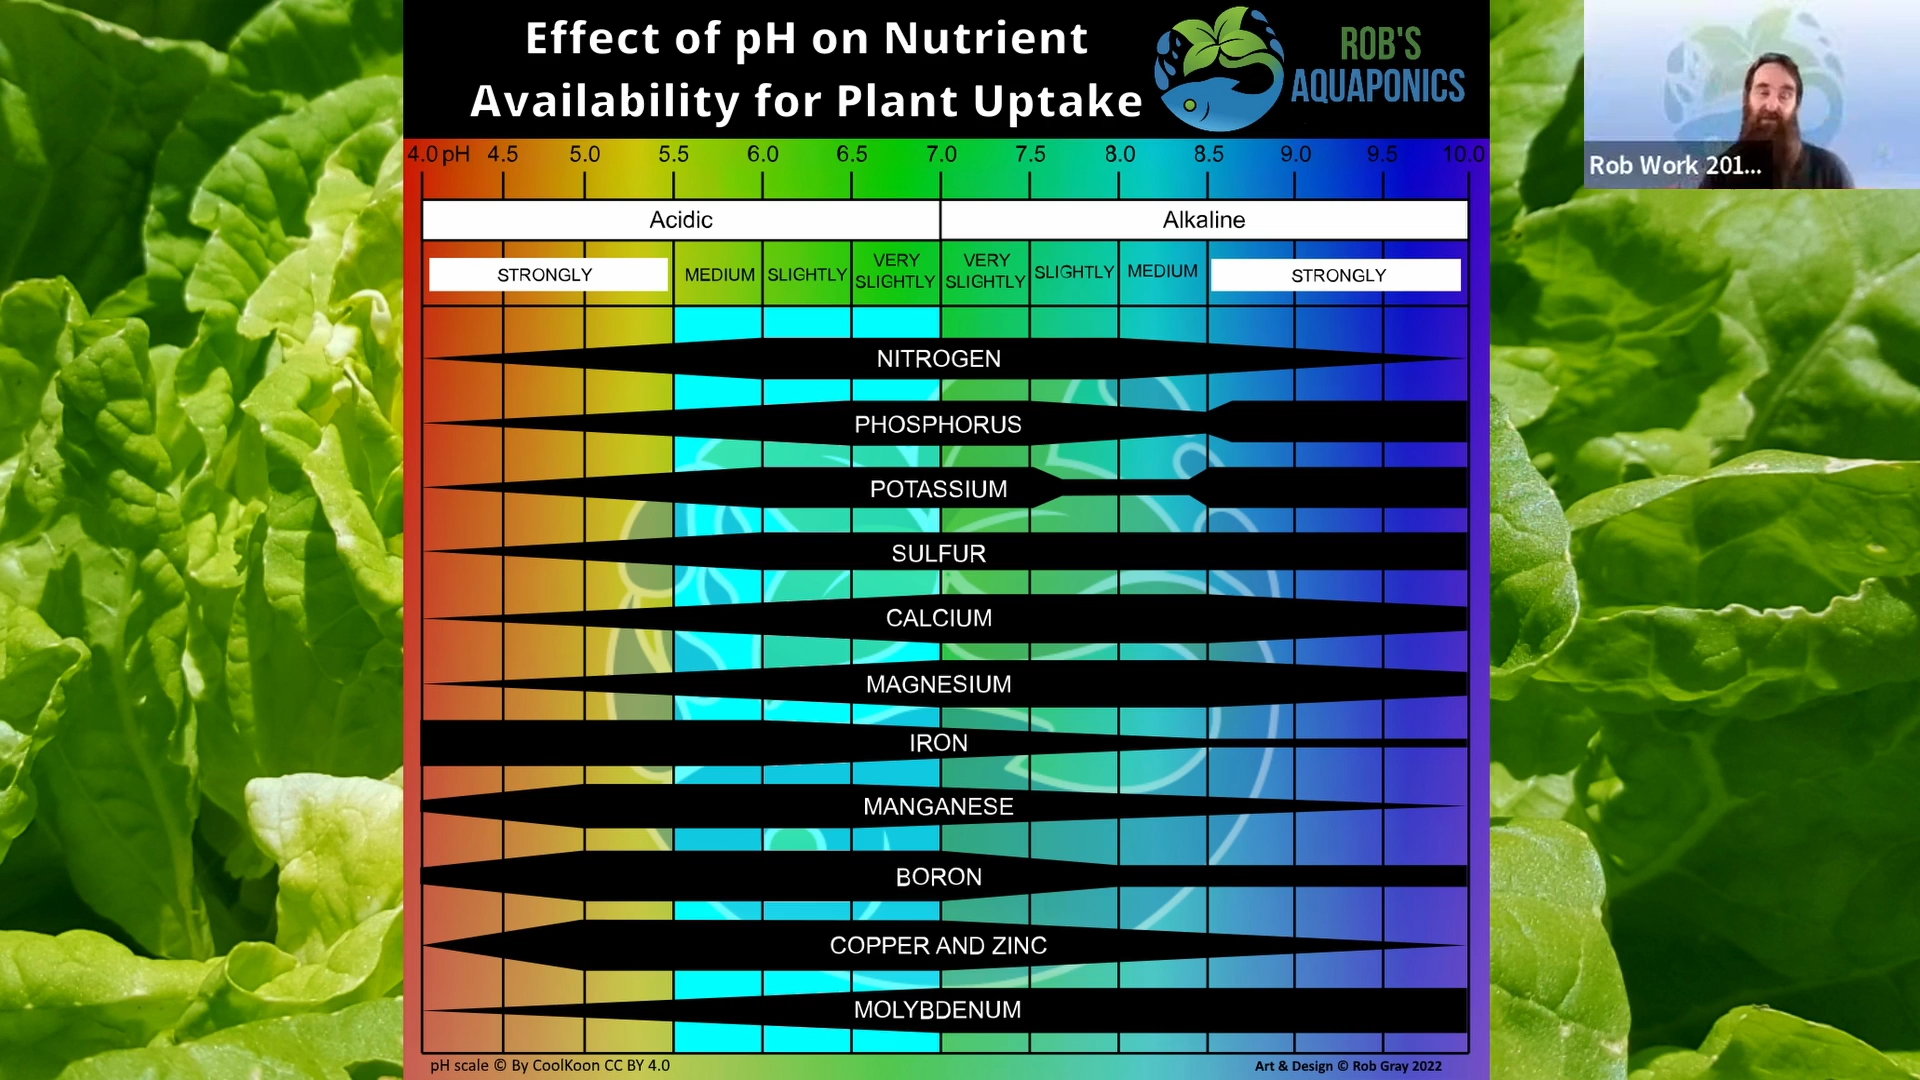 Effect of pH on Nutrient
Availability for Plant Uptake
ROB'S
AQUAPONICS
Rob Work 201...
4.0 pH 4.5 5.0 5.5 6.0 6.5 7.0 7.5 8.0 8.5 9.0 9.5 10.0
Acidic Alkaline
STRONGLY MEDIUM SLIGHTLY VERY SLIGHTLY VERY SLIGHTLY SLIGHTLY MEDIUM STRONGLY
NITROGEN
PHOSPHORUS
POTASSIUM
SULFUR
CALCIUM
MAGNESIUM
IRON
MANGANESE
BORON
COPPER AND ZINC
MOLYBDENUM
pH scale © By CoolKoon CC BY 4.0
Art & Design © Rob Gray 2022